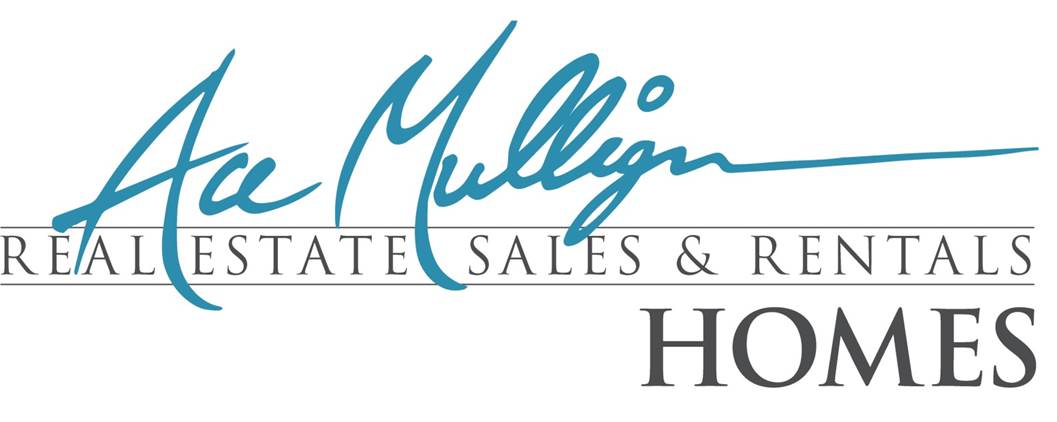 Ace Mulligan
REAL ESTATE SALES & RENTALS
HOMES